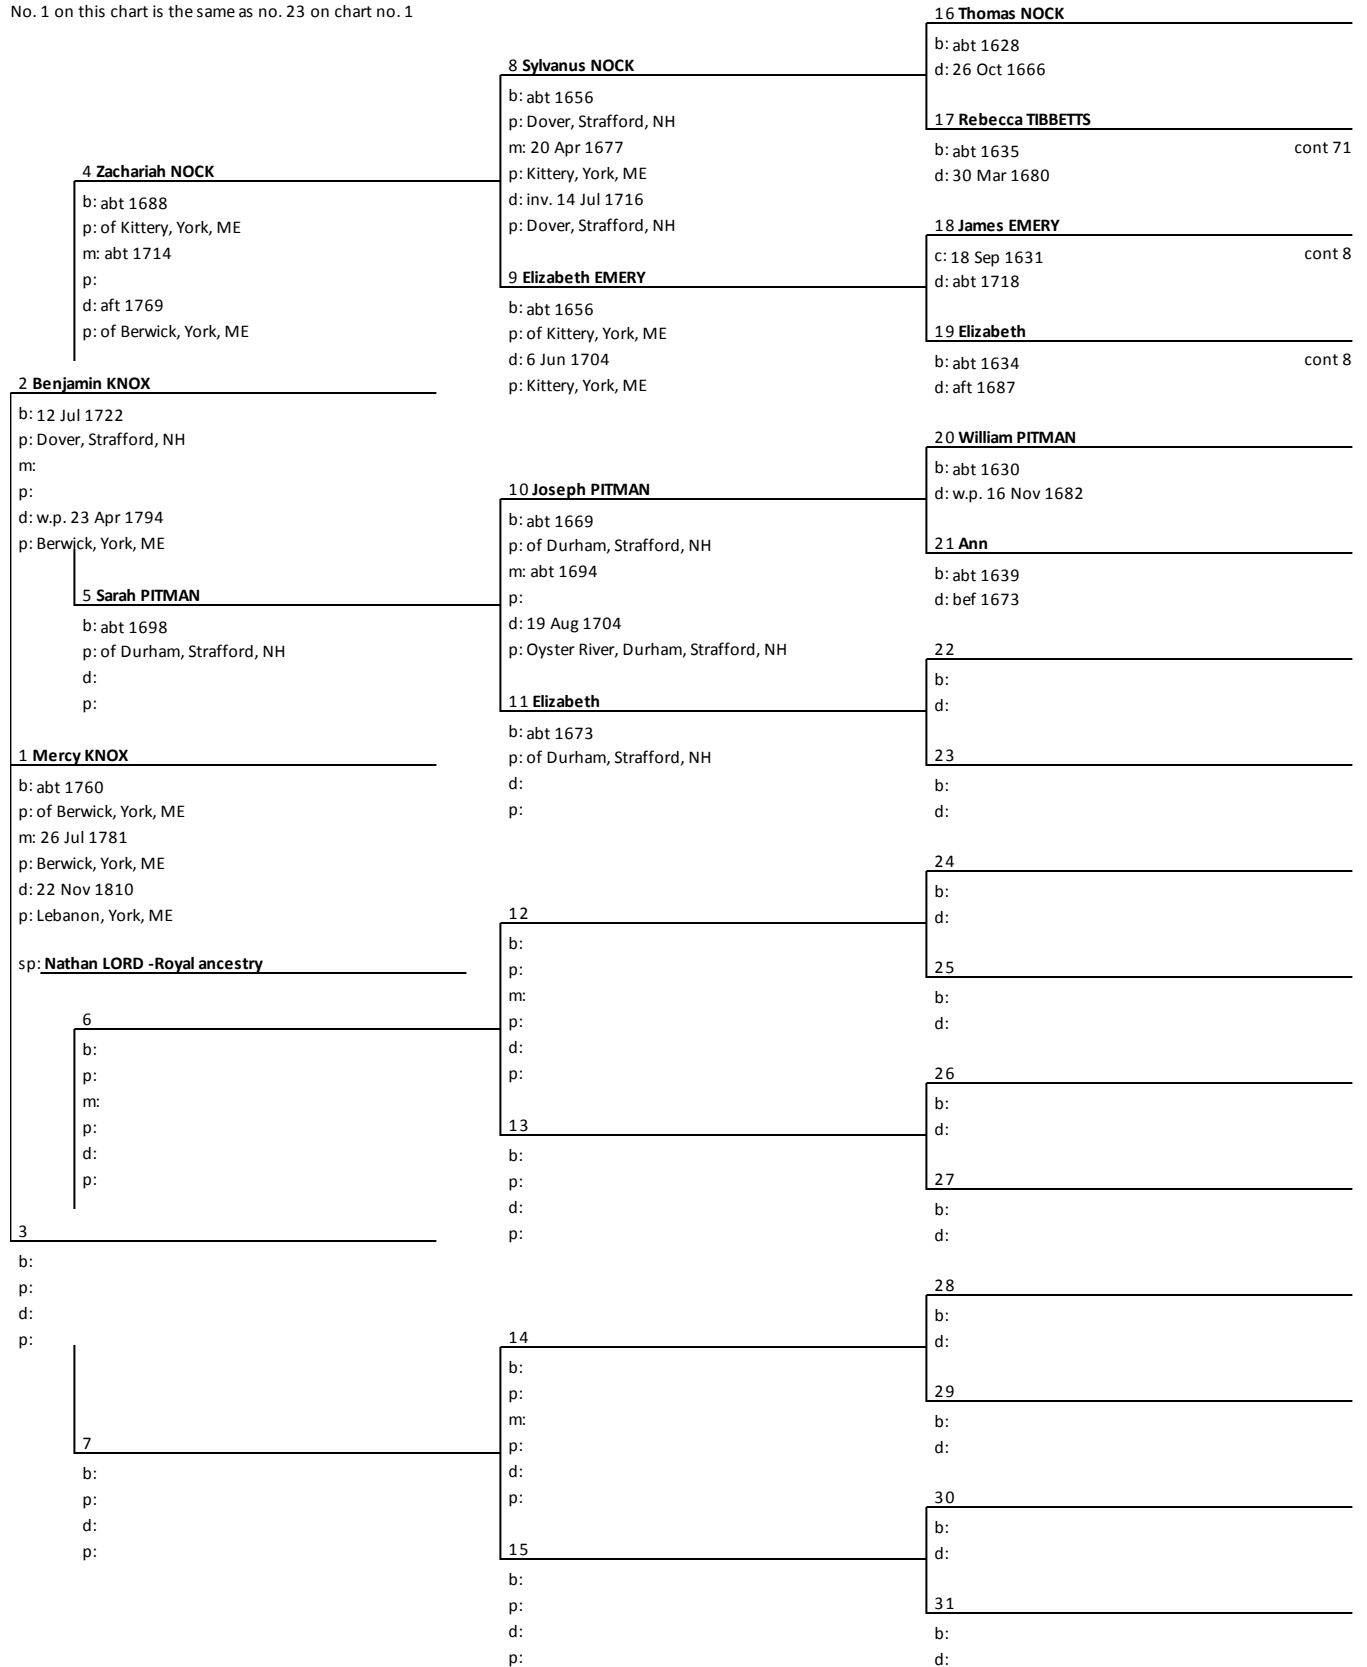 No. 1 on this chart is the same as no. 23 on chart no. 1
16 Thomas NOCK
b: abt 1628
d: 26 Oct 1666
8 Sylvanus NOCK
b: abt 1656
p: Dover, Strafford, NH
m: 20 Apr 1677
p: Kittery, York, ME
d: inv. 14 Jul 1716
p: Dover, Strafford, NH
17 Rebecca TIBBETTS
b: abt 1635 cont 71
d: 30 Mar 1680
4 Zachariah NOCK
b: abt 1688
p: of Kittery, York, ME
m: abt 1714
p:
d: aft 1769
p: of Berwick, York, ME
18 James EMERY
c: 18 Sep 1631 cont 8
d: abt 1718
9 Elizabeth EMERY
b: abt 1656
p: of Kittery, York, ME
d: 6 Jun 1704
p: Kittery, York, ME
19 Elizabeth
b: abt 1634 cont 8
d: aft 1687
2 Benjamin KNOX
b: 12 Jul 1722
p: Dover, Strafford, NH
m:
p:
d: w.p. 23 Apr 1794
p: Berwick, York, ME
20 William PITMAN
b: abt 1630
d: w.p. 16 Nov 1682
10 Joseph PITMAN
b: abt 1669
p: of Durham, Strafford, NH
m: abt 1694
p:
d: 19 Aug 1704
p: Oyster River, Durham, Strafford, NH
21 Ann
b: abt 1639
d: bef 1673
5 Sarah PITMAN
b: abt 1698
p: of Durham, Strafford, NH
d:
p:
22
b:
d:
11 Elizabeth
b: abt 1673
p: of Durham, Strafford, NH
d:
p:
23
b:
d:
1 Mercy KNOX
b: abt 1760
p: of Berwick, York, ME
m: 26 Jul 1781
p: Berwick, York, ME
d: 22 Nov 1810
p: Lebanon, York, ME
sp: Nathan LORD -Royal ancestry
24
b:
d:
12
b:
p:
m:
p:
d:
p:
25
b:
d:
6
b:
p:
m:
p:
d:
p:
26
b:
d:
13
b:
p:
d:
p:
27
b:
d:
3
b:
p:
d:
p:
28
b:
d:
14
b:
p:
m:
p:
d:
p:
29
b:
d:
7
b:
p:
d:
p:
30
b:
d:
15
b:
p:
d:
p:
31
b:
d: